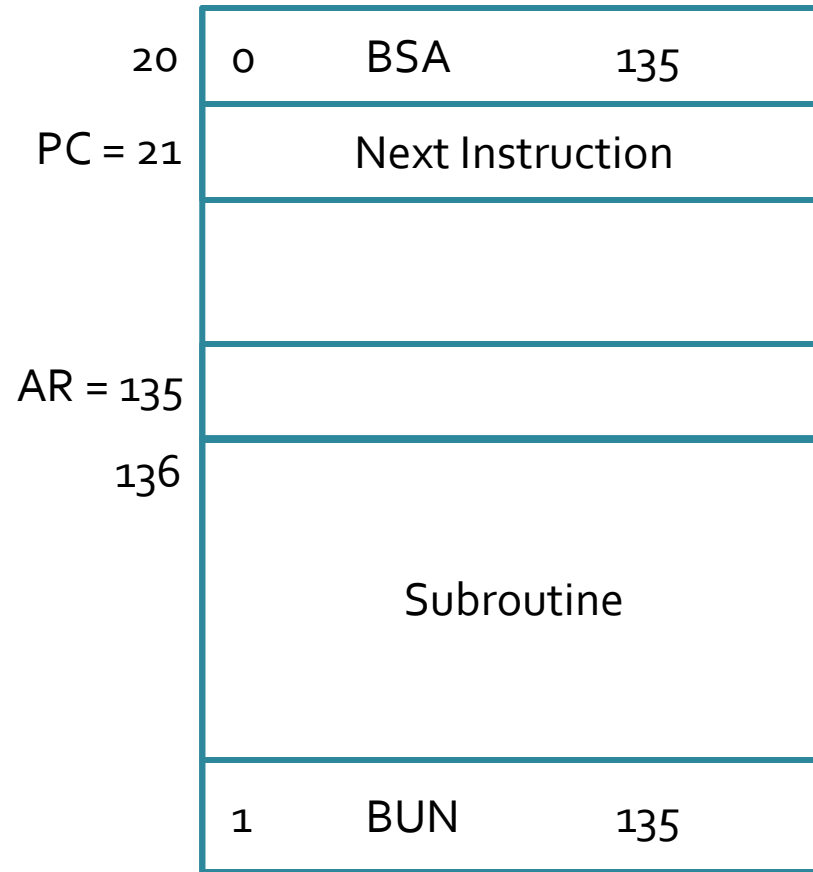 20 0 BSA 135
PC = 21 Next Instruction
AR = 135
136
Subroutine
1 BUN 135